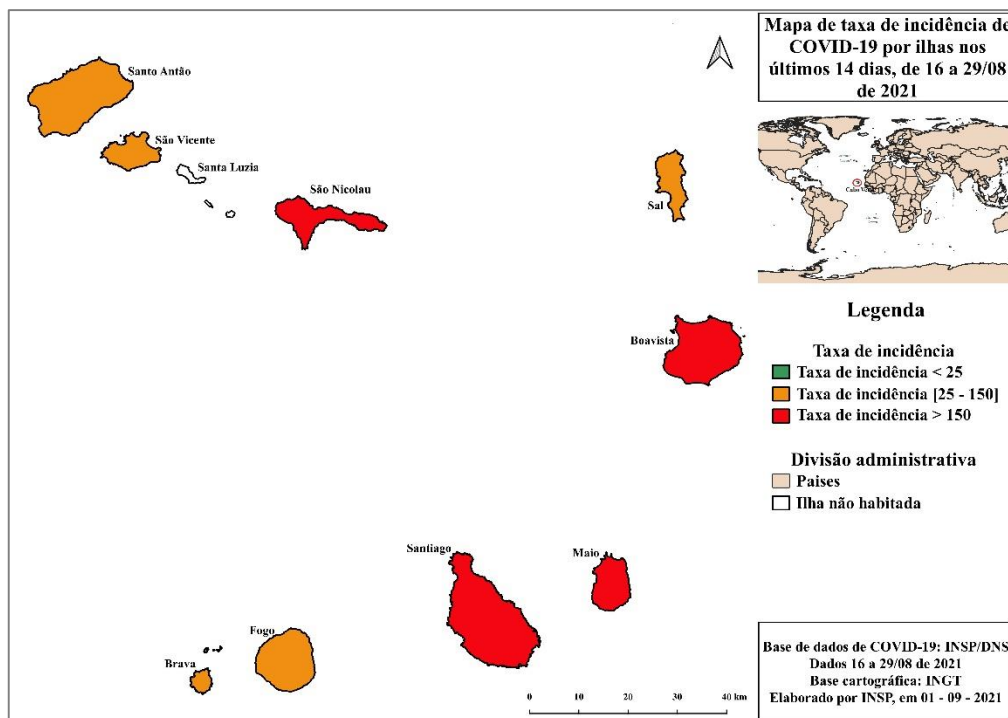 Mapa de taxa de incidência de
COVID-19 por ilhas nos
últimos 14 dias, de 16 a 29/08
de 2021
Santo Antão
São Vicente
Santa Luzia
São Nicolau
Sal
Boavista
Santiago
Maio
Fogo
Brava
Legenda
Taxa de incidência
Taxa de incidência < 25
Taxa de incidência [25 - 150]
Taxa de incidência > 150
Divisão administrativa
Paises
Ilha não habitada
0 10 20 30 40 km
Base de dados de COVID-19: INSP/DNS
Dados 16 a 29/08 de 2021
Base cartográfica: INGT
Elaborado por INSP, em 01 - 09 - 2021